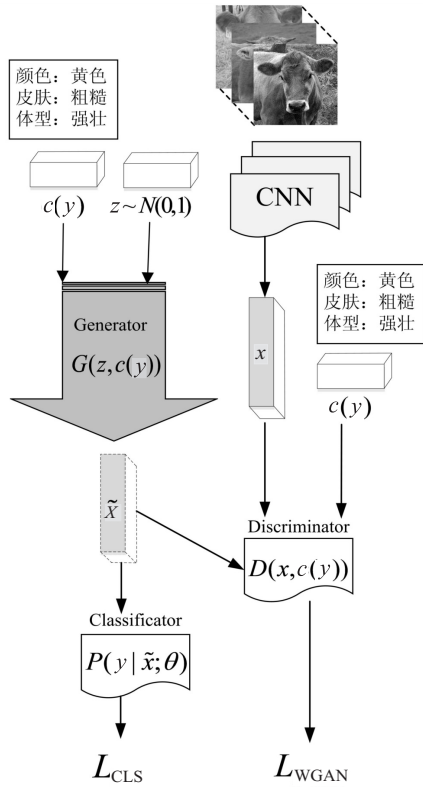 颜色：黄色
皮肤：粗糙
体型：强壮
c(y)
z~N(0,1)
CNN
Generator
G(z,c(y))
x
颜色：黄色
皮肤：粗糙
体型：强壮
c(y)
x̃
Discriminator
D(x,c(y))
Classificator
P(y|x̃;θ)
L_CLS
L_WGAN